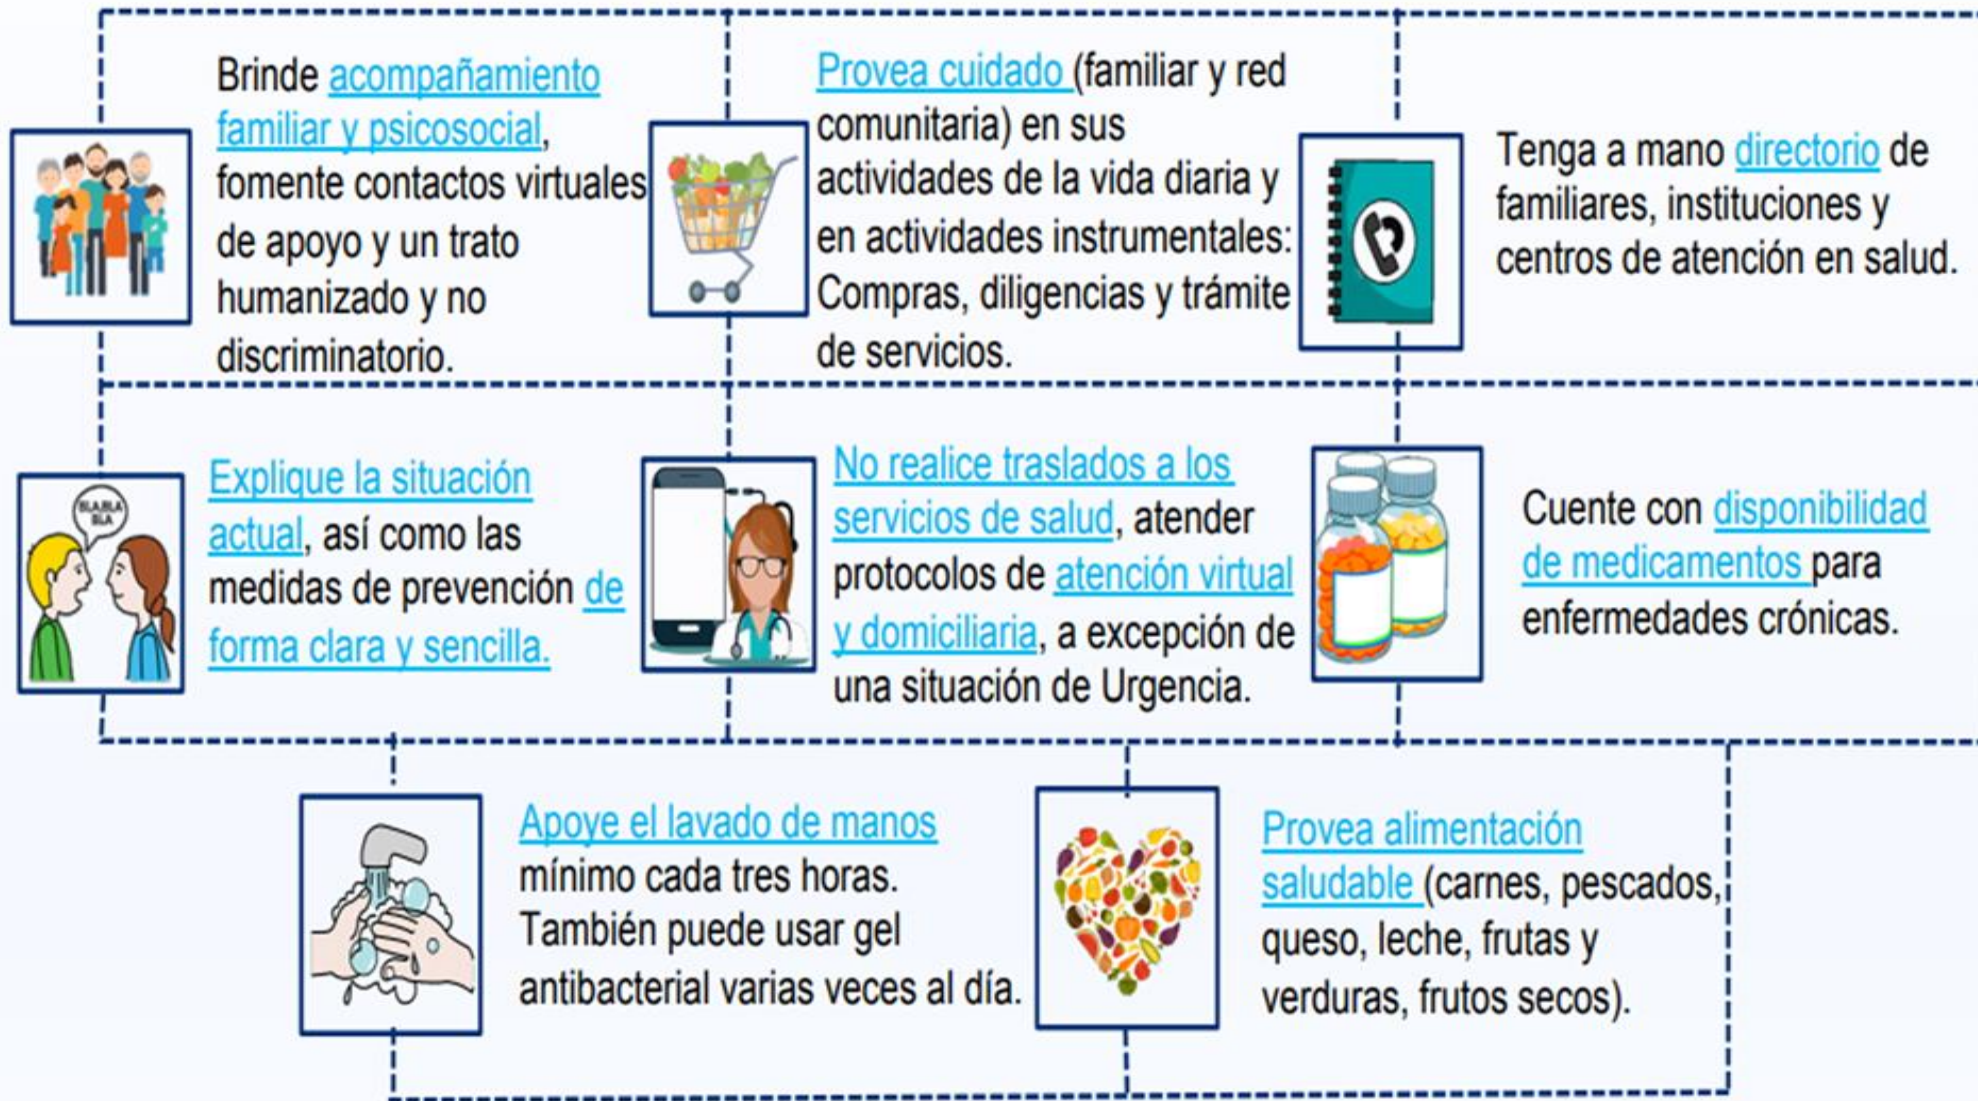 Brinde acompañamiento
familiar y psicosocial,
fomente contactos virtuales
de apoyo y un trato
humanizado y no
discriminatorio.
Provea cuidado (familiar y red
comunitaria) en sus
actividades de la vida diaria y
en actividades instrumentales:
Compras, diligencias y trámite
de servicios.
Tenga a mano directorio de
familiares, instituciones y
centros de atención en salud.
BLABLA
BLA
Explique la situación
actual, así como las
medidas de prevención de
forma clara y sencilla.
No realice traslados a los
servicios de salud, atender
protocolos de atención virtual
y domiciliaria, a excepción de
una situación de Urgencia.
Cuente con disponibilidad
de medicamentos para
enfermedades crónicas.
Apoye el lavado de manos
mínimo cada tres horas.
También puede usar gel
antibacterial varias veces al día.
Provea alimentación
saludable (carnes, pescados,
queso, leche, frutas y
verduras, frutos secos).